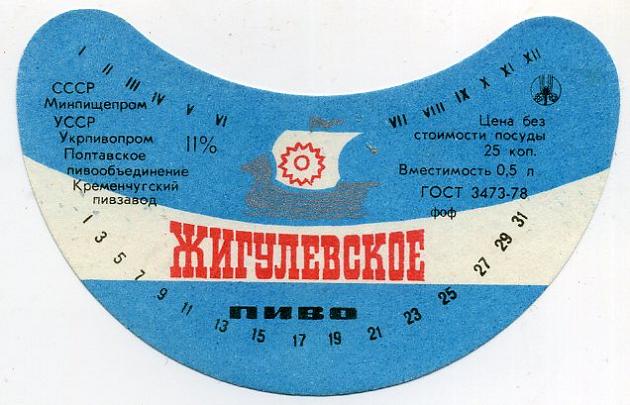 I II III IV V VI VII VIII IX X XI XII
СССР
Минпищепром
УССР
Укрпивопром
Полтавское
пивообъединение
Кременчугский
пивзавод
11%
Цена без
стоимости посуды
25 коп.
Вместимость 0,5 л
ГОСТ 3473-78
фоф
ЖИГУЛЕВСКОЕ
ПИВО
1 3 5 7 9 11 13 15 17 19 21 23 25 27 29 31